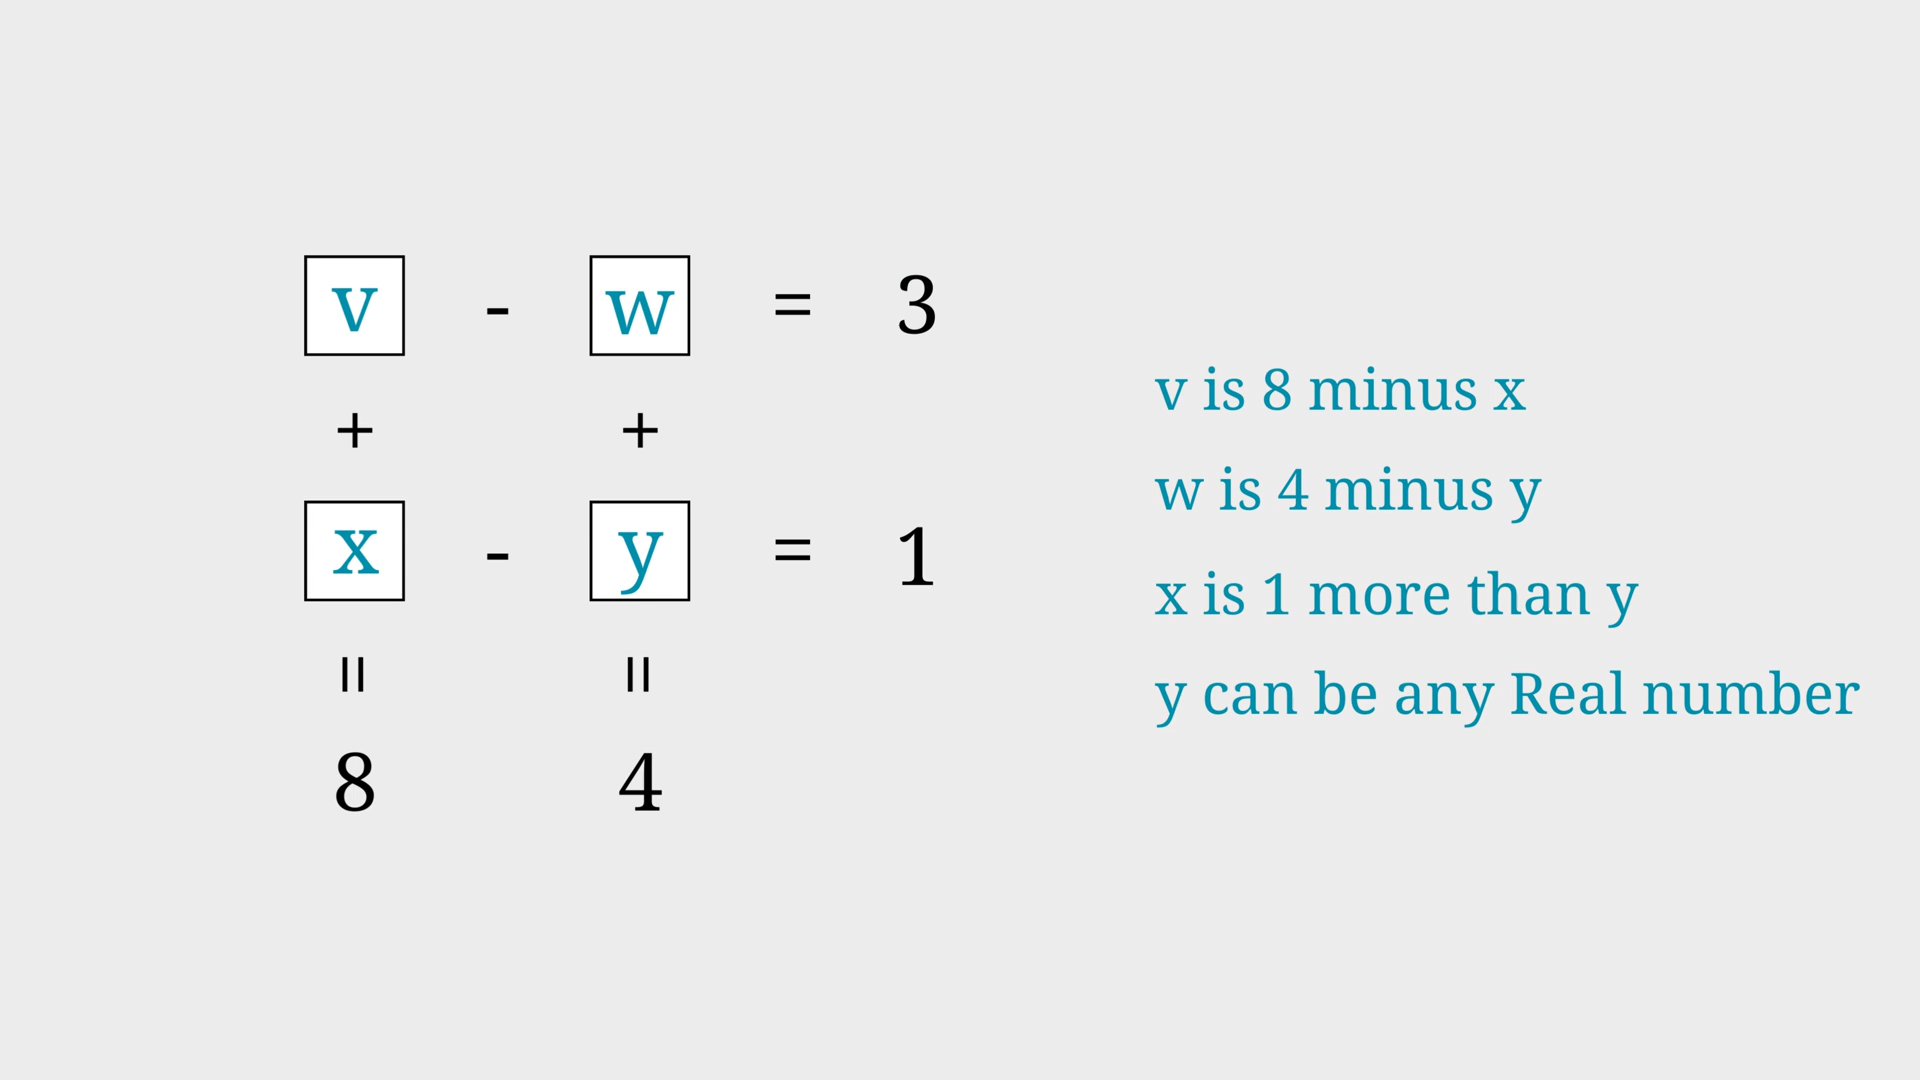 v - w = 3
+ +
x - y = 1
= =
8 4
v is 8 minus x
w is 4 minus y
x is 1 more than y
y can be any Real number